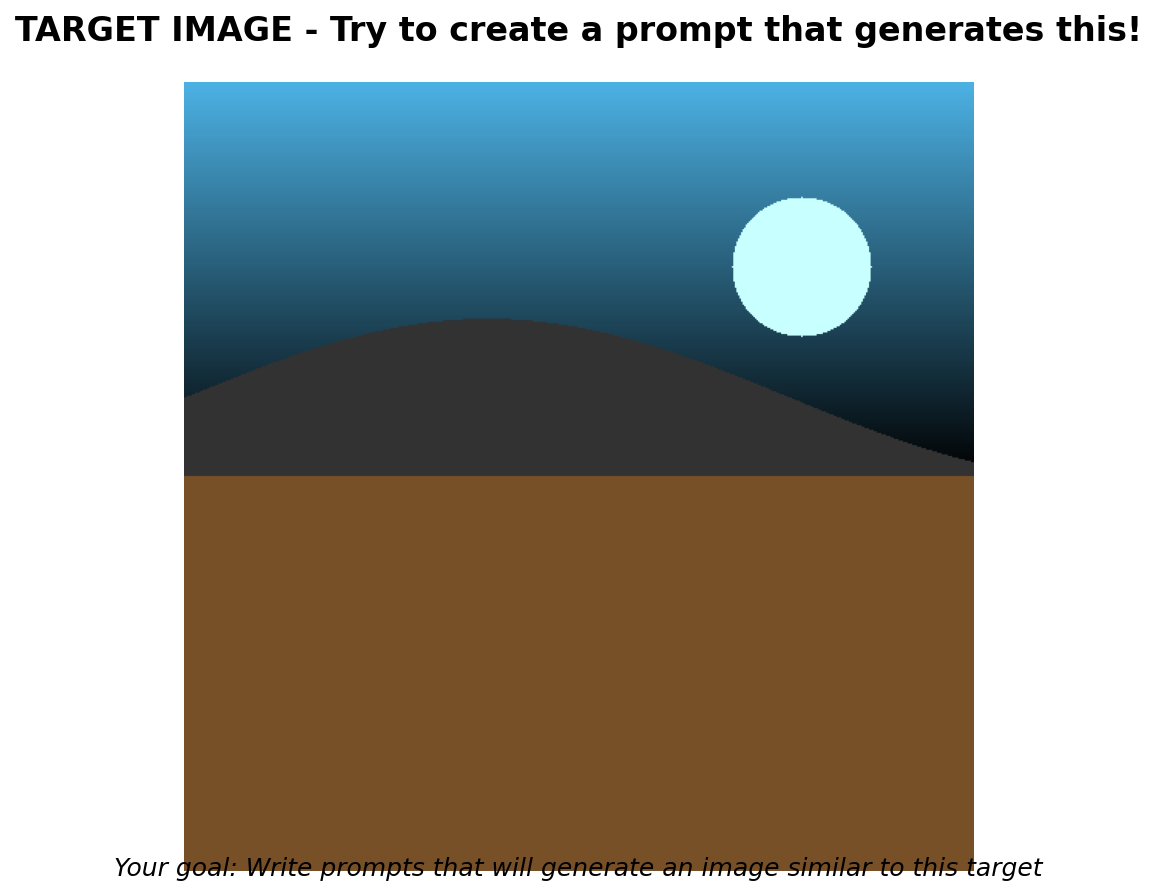 TARGET IMAGE - Try to create a prompt that generates this!
Your goal: Write prompts that will generate an image similar to this target